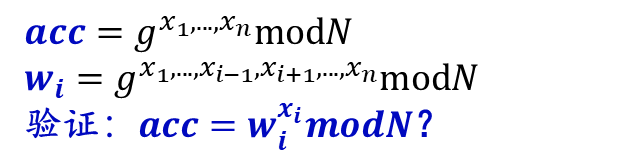 acc = g^{x_1,...,x_n} mod N
w_i = g^{x_1,...,x_{i-1},x_{i+1},...,x_n} mod N
验证：acc = w_i^{x_i} mod N?